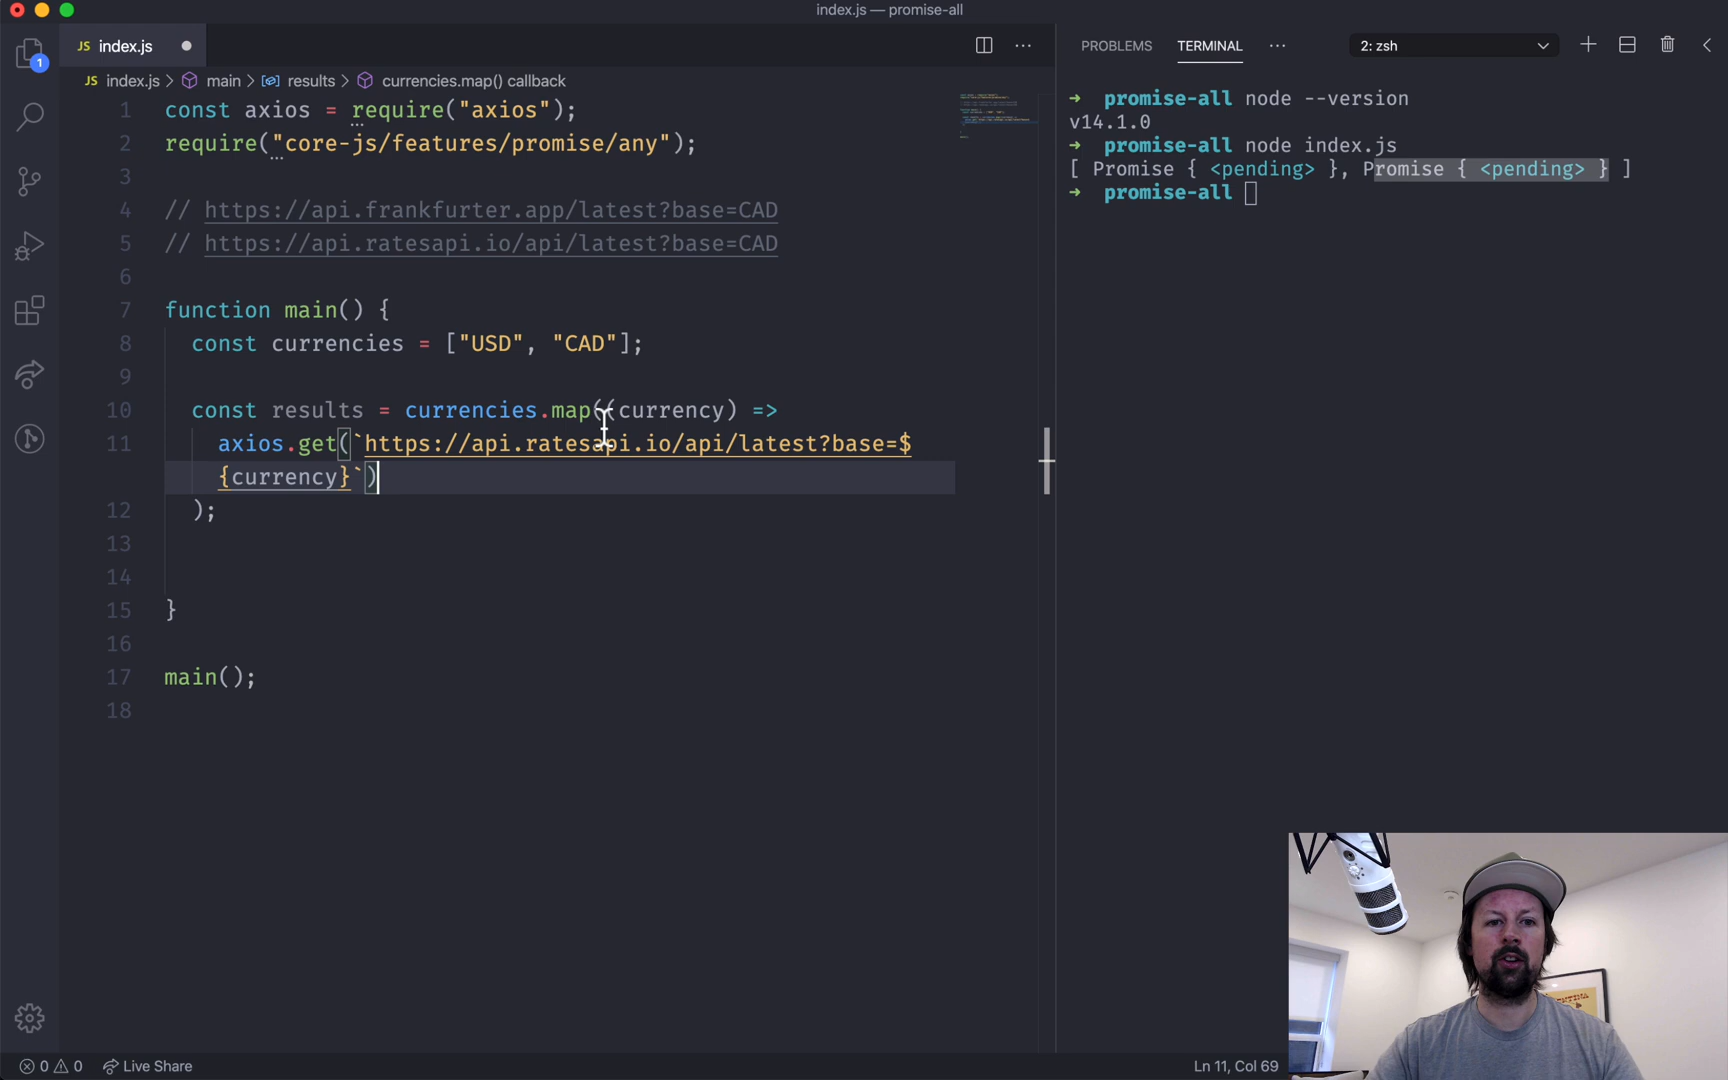 index.js — promise-all
1
JS index.js
PROBLEMS TERMINAL ··· 2: zsh
JS index.js > main > results > currencies.map() callback
1 const axios = require("axios");
2 require("core-js/features/promise/any");
3
4 // https://api.frankfurter.app/latest?base=CAD
5 // https://api.ratesapi.io/api/latest?base=CAD
6
7 function main() {
8 const currencies = ["USD", "CAD"];
9
10 const results = currencies.map((currency) =>
11 axios.get(`https://api.ratesapi.io/api/latest?base=$
{currency}`)
12 );
13
14
15 }
16
17 main();
18
➜ promise-all node --version
v14.1.0
➜ promise-all node index.js
[ Promise { <pending> }, Promise { <pending> } ]
➜ promise-all
0 0 Live Share
Ln 11, Col 69